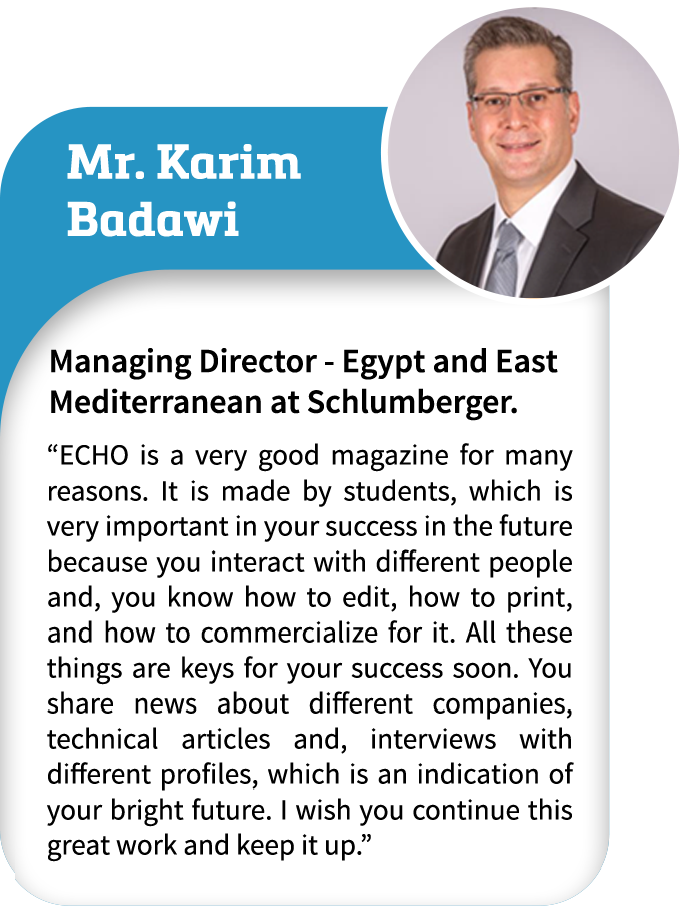 Mr. Karim
Badawi
Managing Director - Egypt and East
Mediterranean at Schlumberger.
“ECHO is a very good magazine for many
reasons. It is made by students, which is
very important in your success in the future
because you interact with different people
and, you know how to edit, how to print,
and how to commercialize for it. All these
things are keys for your success soon. You
share news about different companies,
technical articles and, interviews with
different profiles, which is an indication of
your bright future. I wish you continue this
great work and keep it up.”